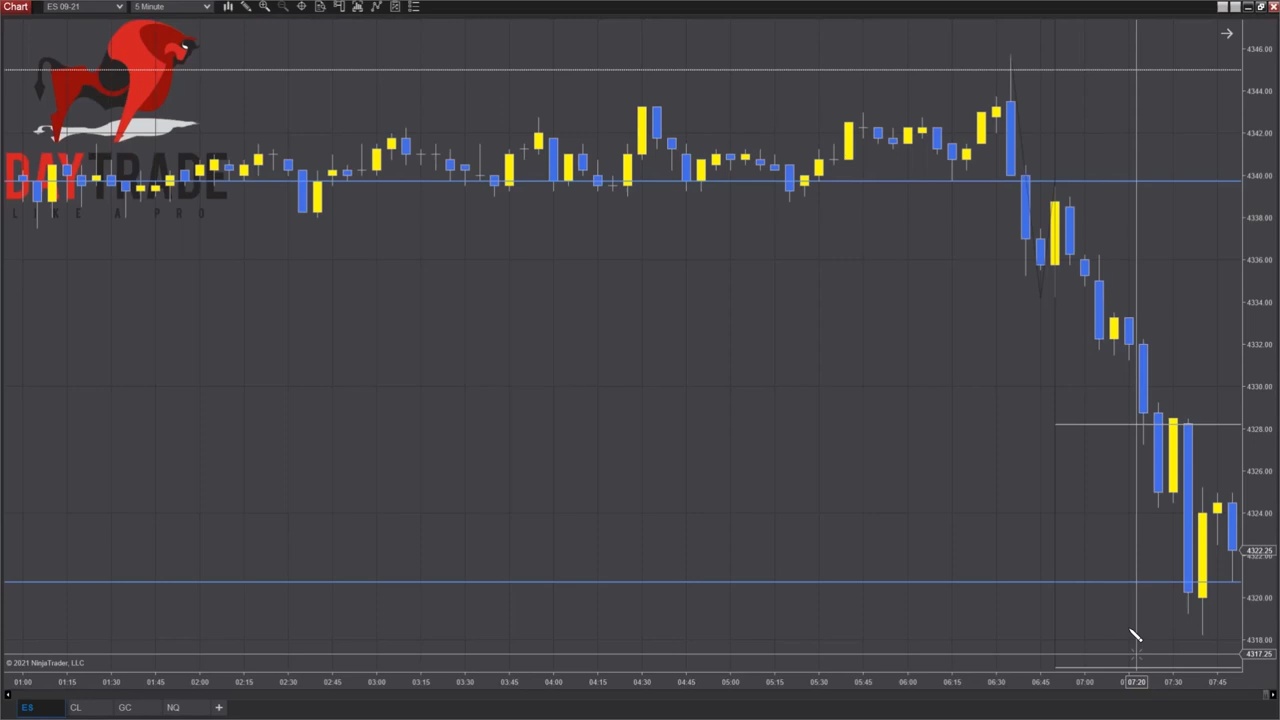 Chart ES 09-21 5 Minute
4346.00
4344.00
4342.00
4340.00
4338.00
4336.00
4334.00
4332.00
4330.00
4328.00
4326.00
4324.00
4322.25
4320.00
4318.00
4317.25
DAYTRADE
LIKE A PRO
© 2021 NinjaTrader, LLC
01:00 01:15 01:45 02:00 02:15 02:30 02:45 03:00 03:15 03:30 03:45 04:00 04:15 04:30 04:45 05:00 05:15 05:30 05:45 06:00 06:15 06:30 06:45 07:00 07:20 07:30 07:45
ES CL GC NQ +